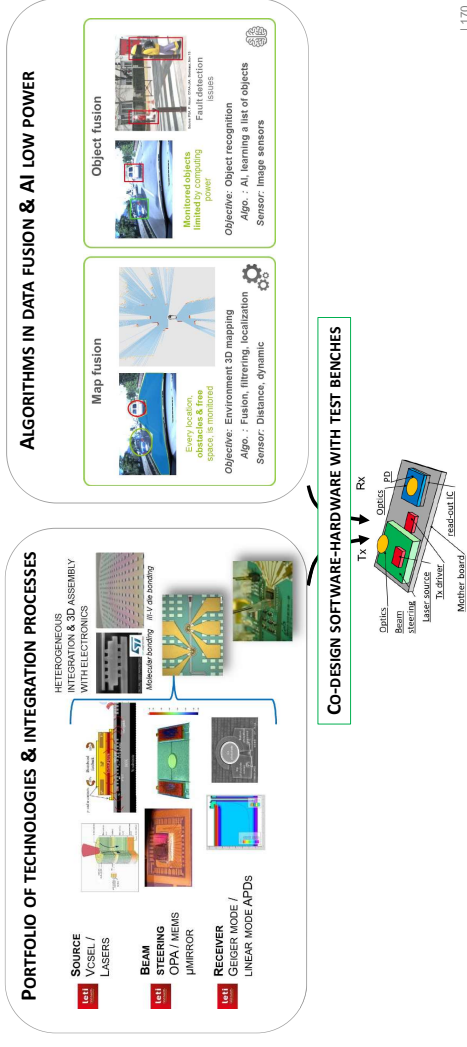 PORTFOLIO OF TECHNOLOGIES & INTEGRATION PROCESSES
leti
SOURCE
VCSEL /
LASERS
leti
BEAM
STEERING
OPA / MEMS
µMIRROR
leti
RECEIVER
GEIGER MODE /
LINEAR MODE APDS
HETEROGENEOUS
INTEGRATION & 3D ASSEMBLY
WITH ELECTRONICS
Molecular bonding
III-V die bonding
ALGORITHMS IN DATA FUSION & AI LOW POWER
Map fusion
Every location,
obstacles & free
space, is monitored
Objective: Environment 3D mapping
Algo. : Fusion, filtrering, localization
Sensor: Distance, dynamic
Object fusion
Monitored objects
limited by computing
power
Fault detection
issues
Objective: Object recognition
Algo. : AI, learning a list of objects
Sensor: Image sensors
CO-DESIGN SOFTWARE-HARDWARE WITH TEST BENCHES
Tx
Rx
Optics
Beam
steering
Laser source
Tx driver
Mother board
Optics
PD
read-out IC
| 170